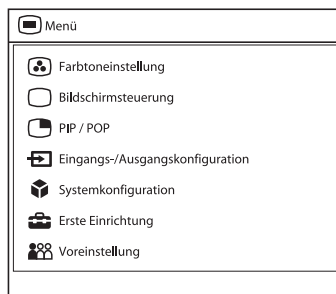 Menü
Farbtoneinstellung
Bildschirmsteuerung
PIP / POP
Eingangs-/Ausgangskonfiguration
Systemkonfiguration
Erste Einrichtung
Voreinstellung